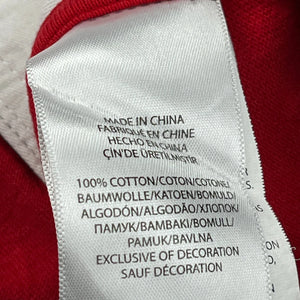 MADE IN CHINA
FABRIQUÉ EN CHINE
HECHO EN CHINA
ÇİN'DE ÜRETİLMİŞTİR
100% COTTON/COTON/COTONE/
BAUMWOLLE/KATOEN/BOMULD/
ALGODÓN/ALGODÃO/ХЛОПОК/
ПАМУК/BAMBAKI/BOMULL/
PAMUK/BAVLNA
EXCLUSIVE OF DECORATION
SAUF DÉCORATION